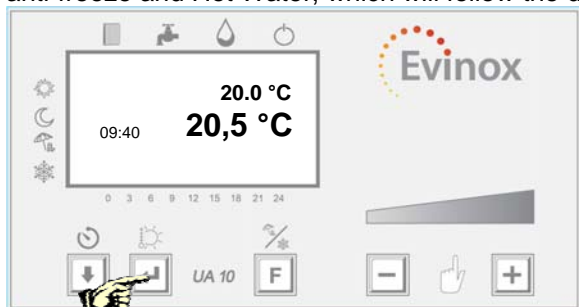 anti-freeze and Hot Water, which will follow the d
Evinox
20.0 °C
09:40 20,5 °C
0 3 6 9 12 15 18 21 24
UA 10 F - +